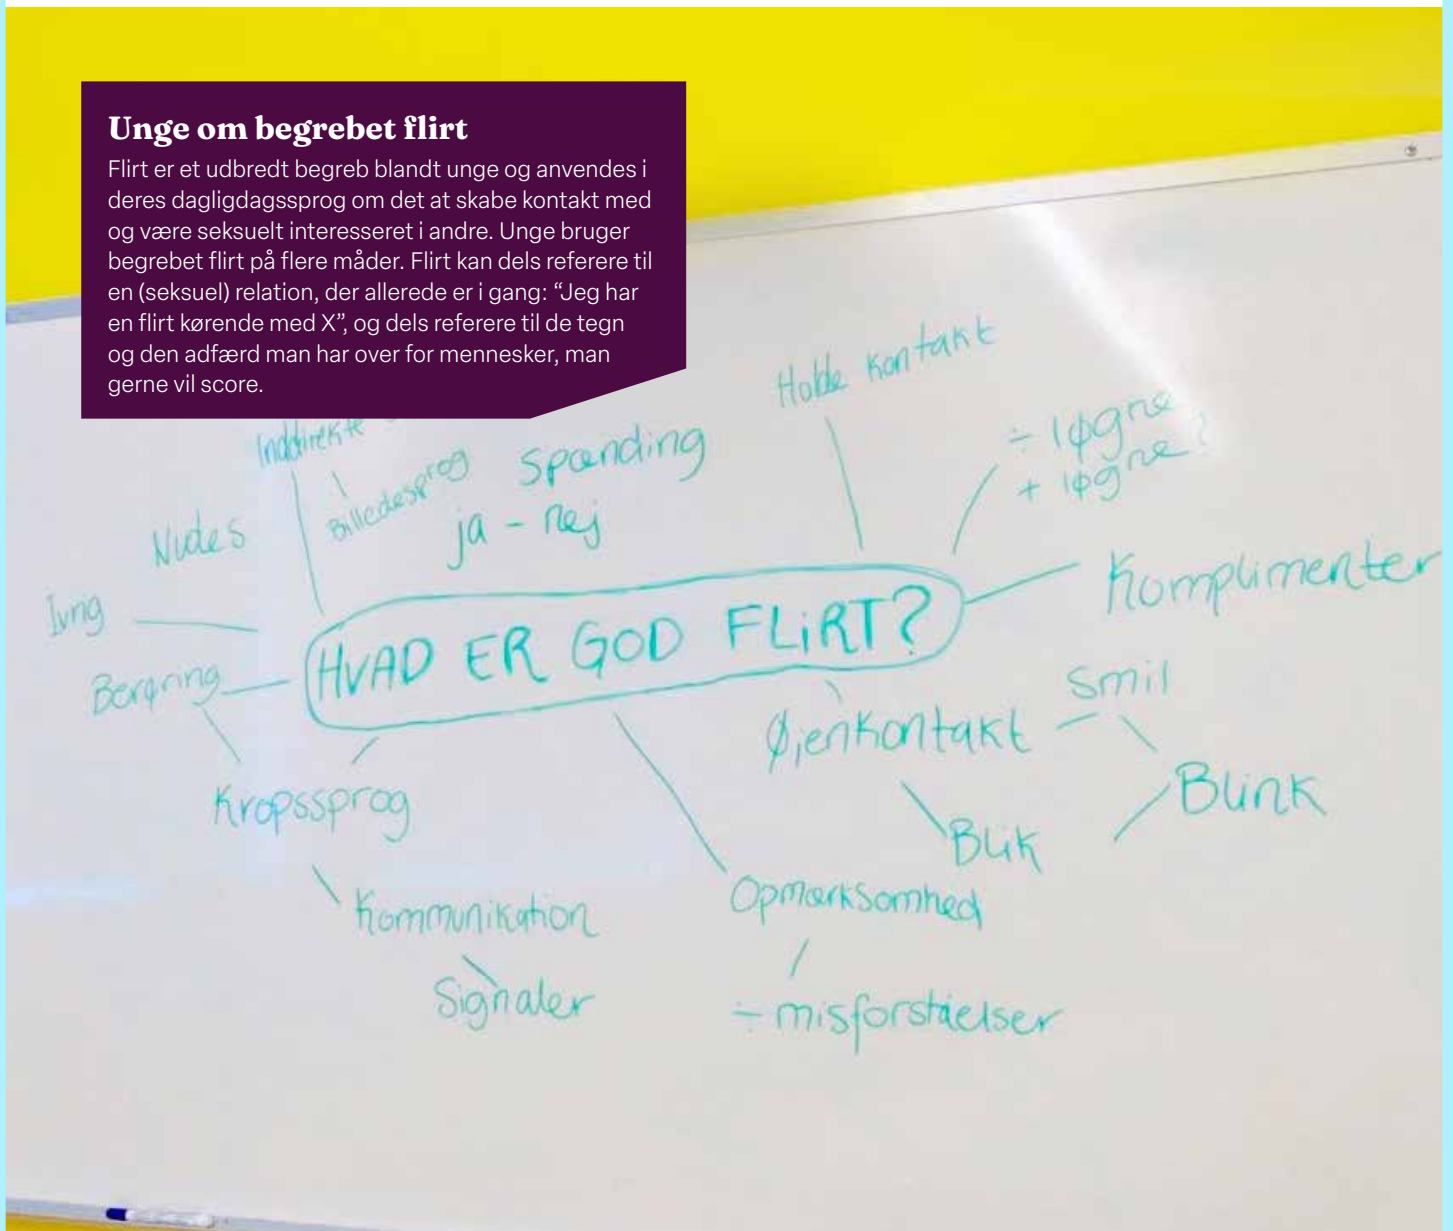 Unge om begrebet flirt
Flirt er et udbredt begreb blandt unge og anvendes i
deres dagligdagssprog om det at skabe kontakt med
og være seksuelt interesseret i andre. Unge bruger
begrebet flirt på flere måder. Flirt kan dels referere til
en (seksuel) relation, der allerede er i gang: “Jeg har
en flirt kørende med X”, og dels referere til de tegn
og den adfærd man har over for mennesker, man
gerne vil score.
Holde kontakt
Inddirekte
Billedesprog
Spænding
ja - nej
÷ løgne
+ løgne?
Nudes
Ivrig
Berøring
HVAD ER GOD FLiRT?
Komplimenter
Smil
Øjenkontakt
Blink
Blik
Kropssprog
Kommunikation
Signaler
Opmærksomhed
÷ misforståelser